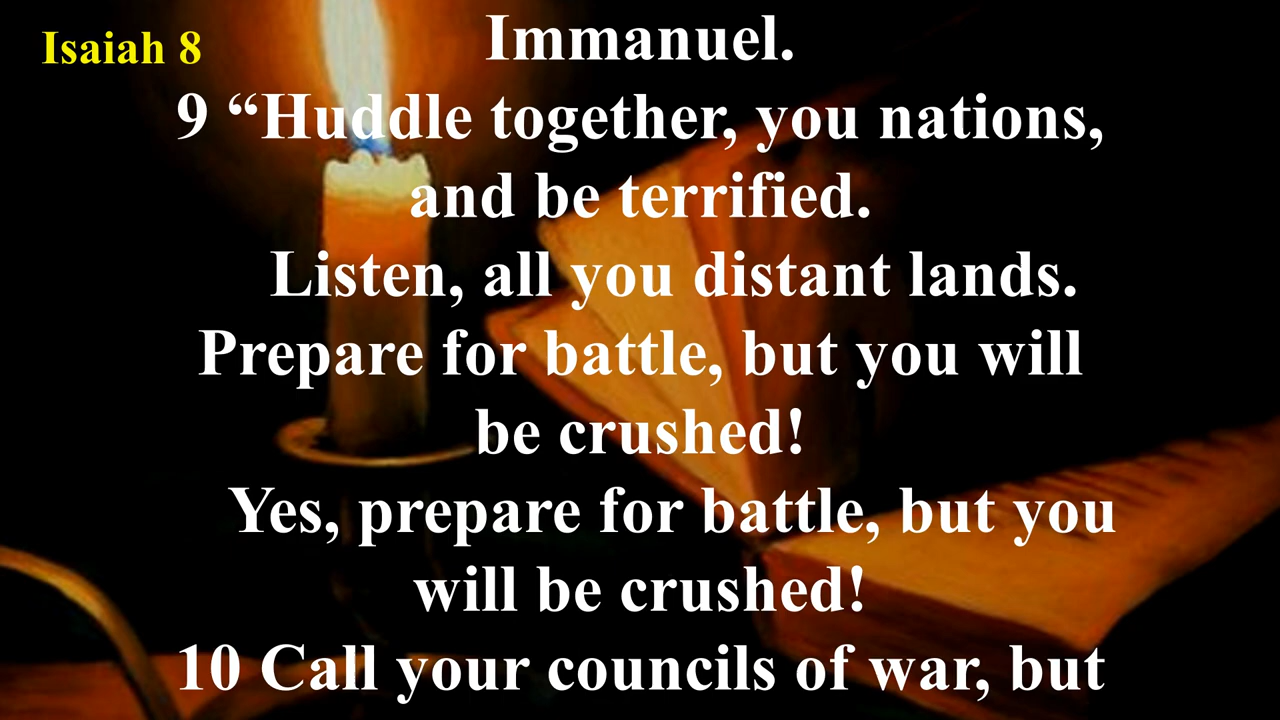 Isaiah 8
Immanuel.
9 “Huddle together, you nations,
and be terrified.
Listen, all you distant lands.
Prepare for battle, but you will
be crushed!
Yes, prepare for battle, but you
will be crushed!
10 Call your councils of war, but